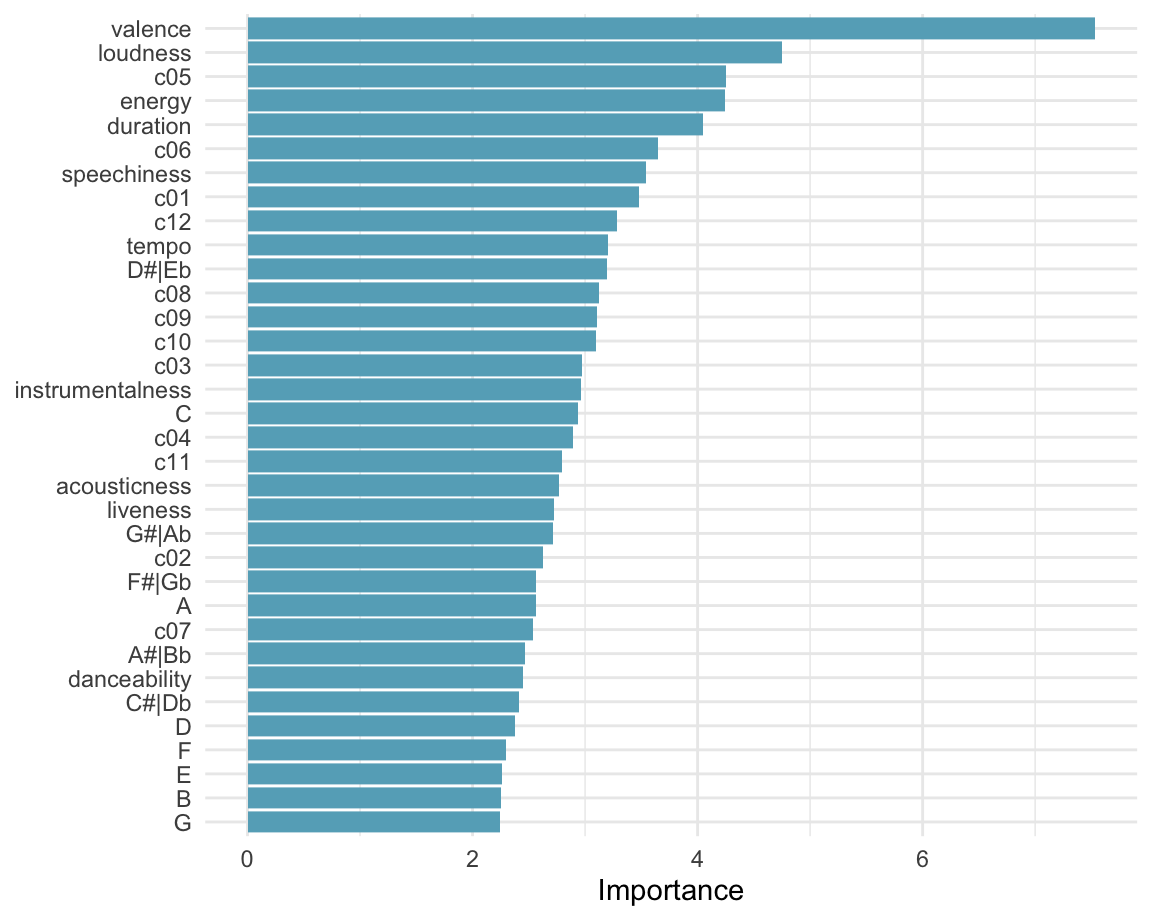 valence
loudness
c05
energy
duration
c06
speechiness
c01
c12
tempo
D#|Eb
c08
c09
c10
c03
instrumentalness
C
c04
c11
acousticness
liveness
G#|Ab
c02
F#|Gb
A
c07
A#|Bb
danceability
C#|Db
D
F
E
B
G
0 2 4 6
Importance